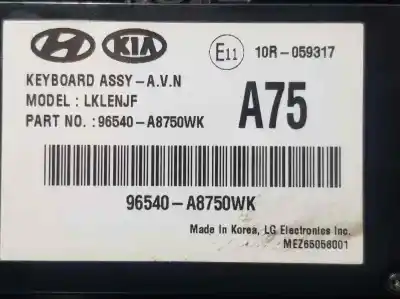 KIA E11 10R-059317
KEYBOARD ASSY-A.V.N
MODEL : LKLENJF
PART NO. :96540-A8750WK
A75
96540-A8750WK
Made in Korea, LG Electronics Inc.
MEZ65058001